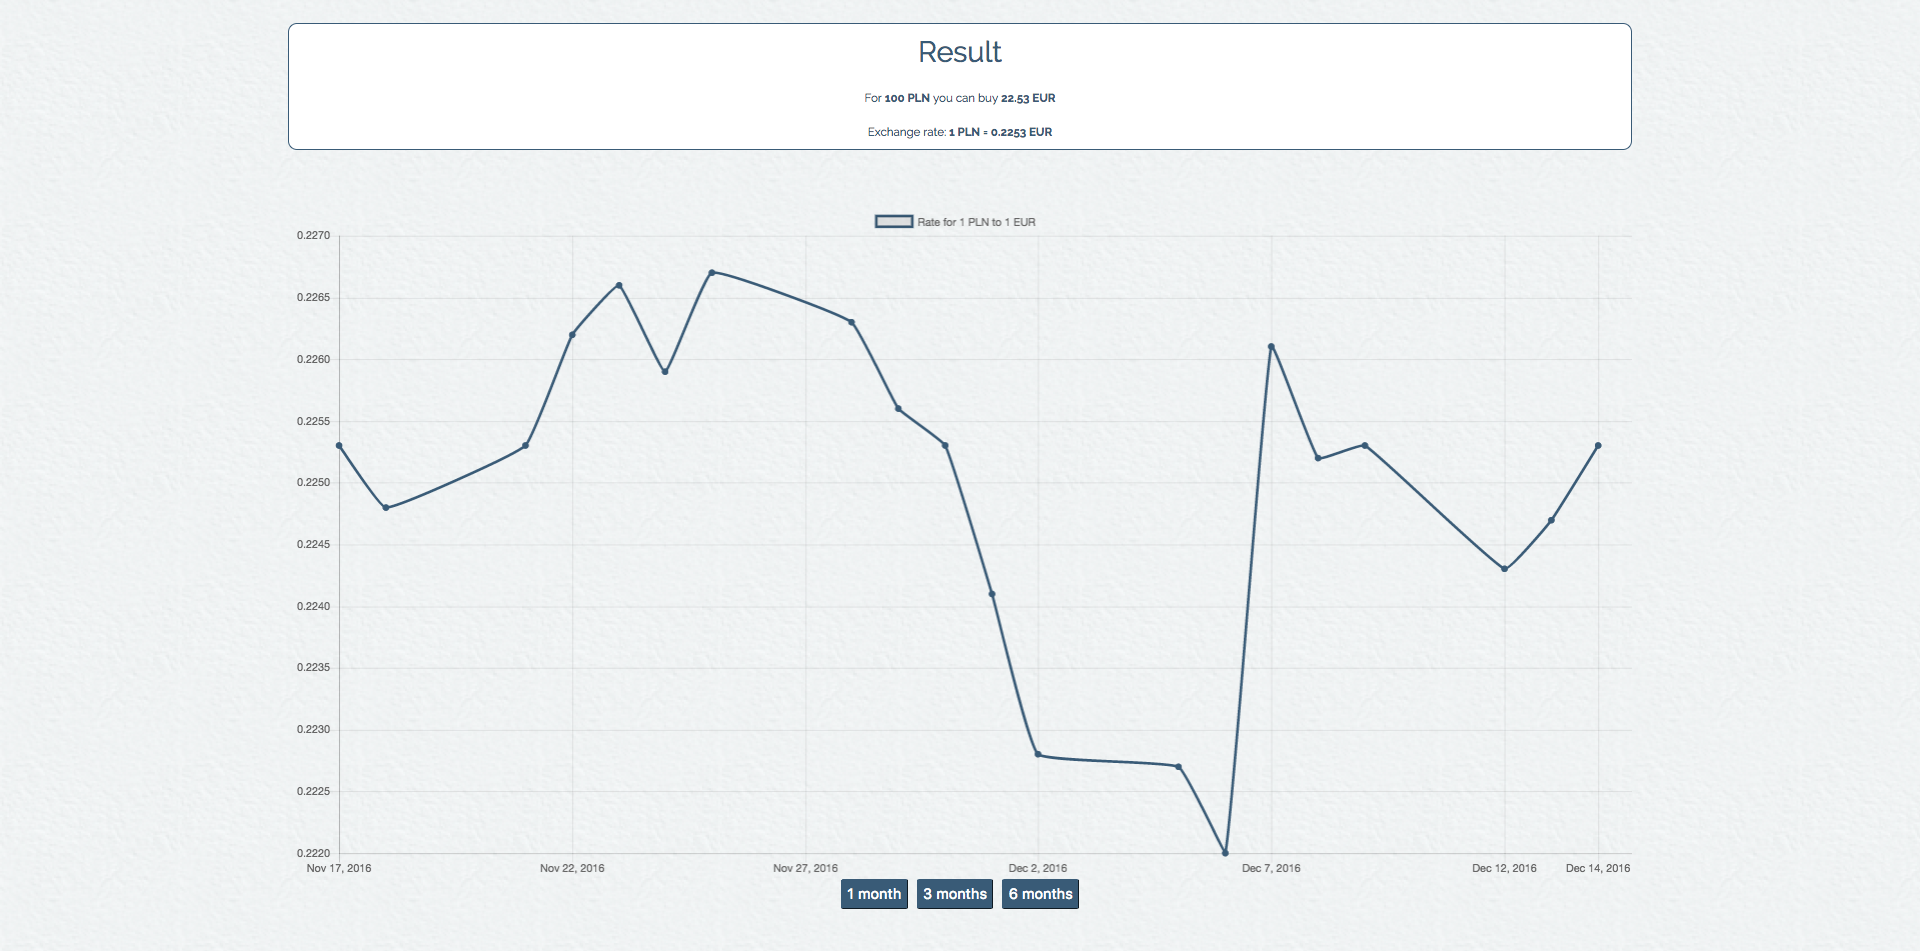 Result
For 100 PLN you can buy 22.53 EUR
Exchange rate: 1 PLN = 0.2253 EUR
Rate for 1 PLN to 1 EUR
0.2270
0.2265
0.2260
0.2255
0.2250
0.2245
0.2240
0.2235
0.2230
0.2225
0.2220
Nov 17, 2016 Nov 22, 2016 Nov 27, 2016 Dec 2, 2016 Dec 7, 2016 Dec 12, 2016 Dec 14, 2016
1 month 3 months 6 months